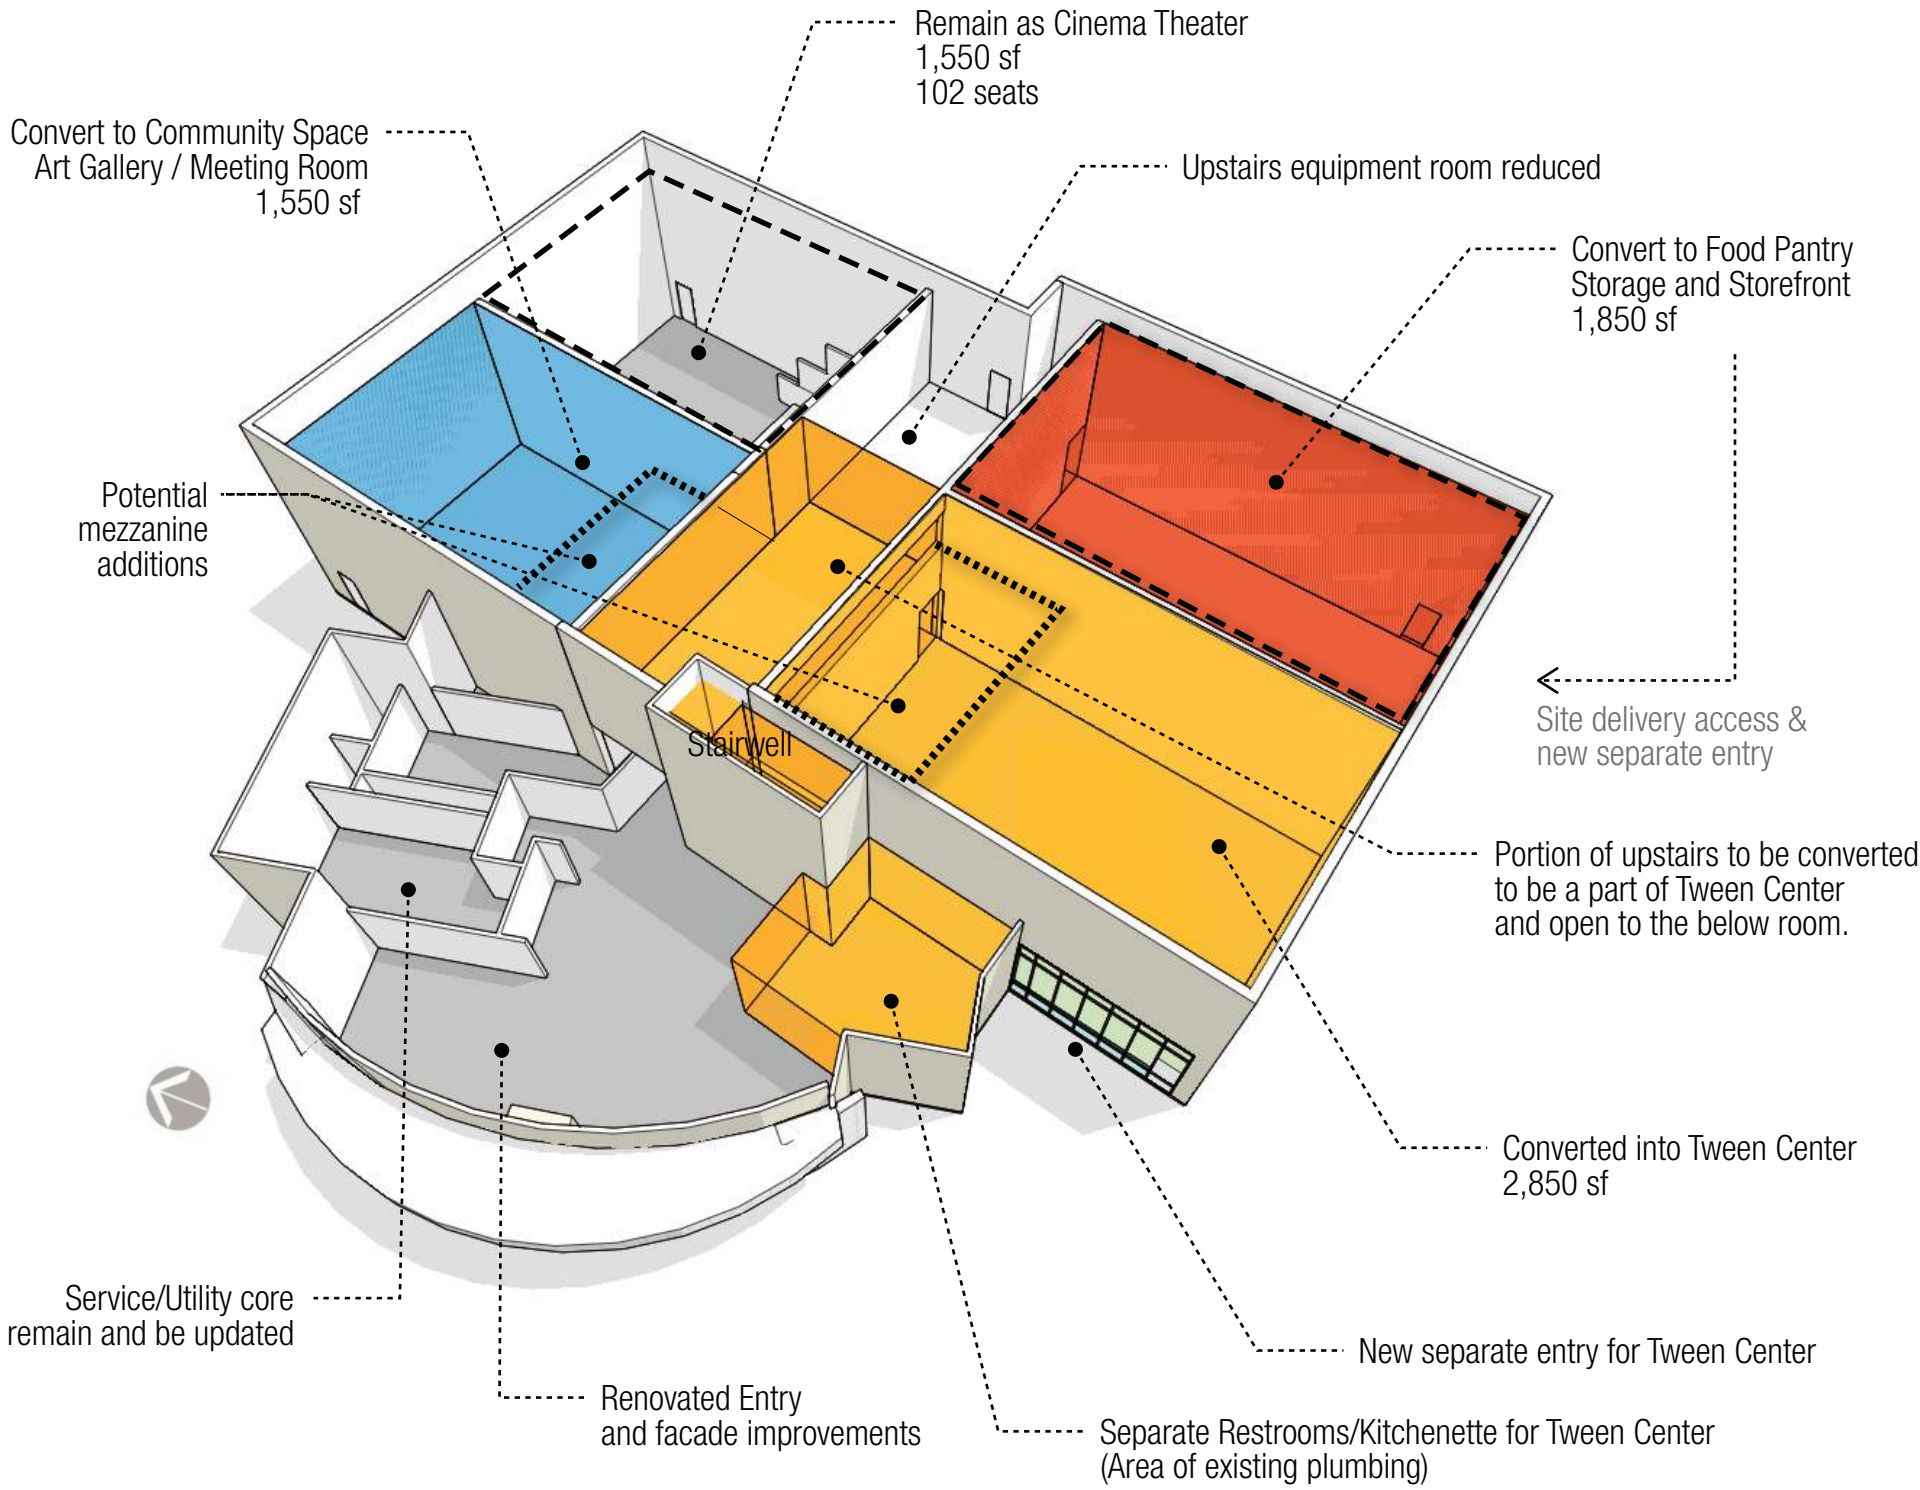 Remain as Cinema Theater
1,550 sf
102 seats
Convert to Community Space
Art Gallery / Meeting Room
1,550 sf
Upstairs equipment room reduced
Convert to Food Pantry
Storage and Storefront
1,850 sf
Potential
mezzanine
additions
Site delivery access &
new separate entry
Stairwell
Portion of upstairs to be converted
to be a part of Tween Center
and open to the below room.
Converted into Tween Center
2,850 sf
Service/Utility core
remain and be updated
New separate entry for Tween Center
Renovated Entry
and facade improvements
Separate Restrooms/Kitchenette for Tween Center
(Area of existing plumbing)